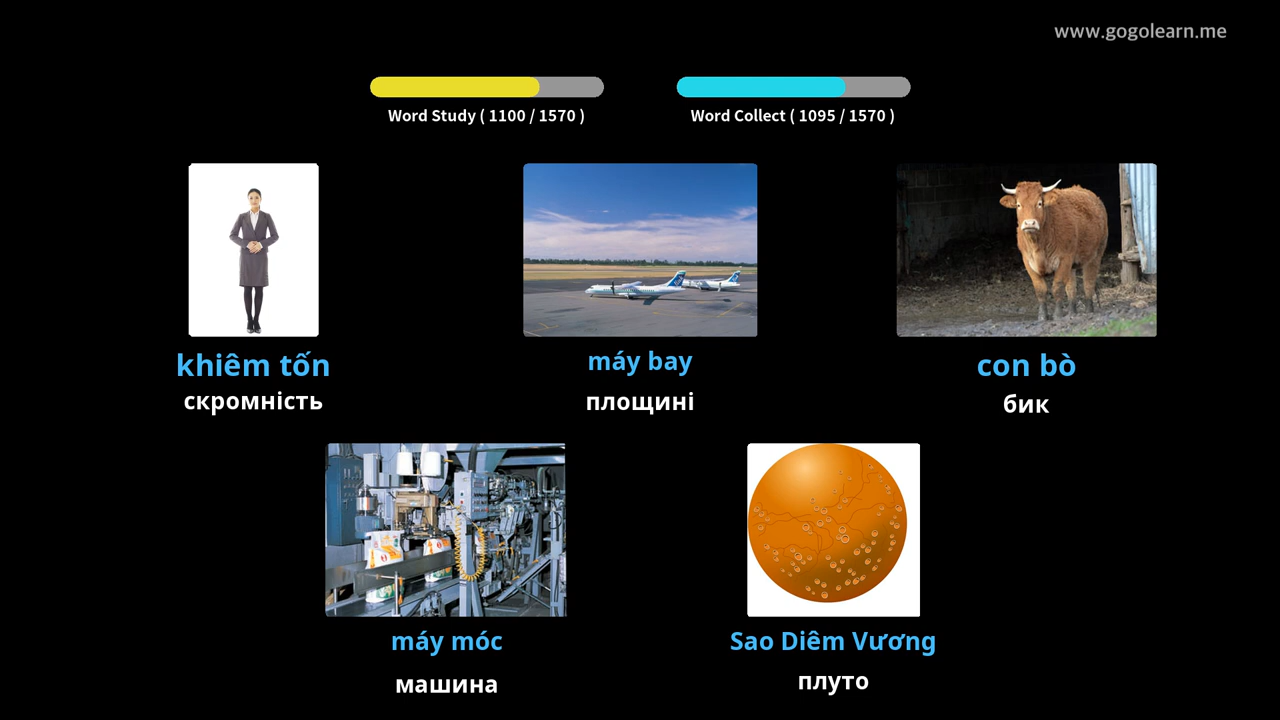 www.gogolearn.me
Word Study ( 1100 / 1570 )
Word Collect ( 1095 / 1570 )
khiêm tốn
скромність
máy bay
площині
con bò
бик
máy móc
машина
Sao Diêm Vương
плуто